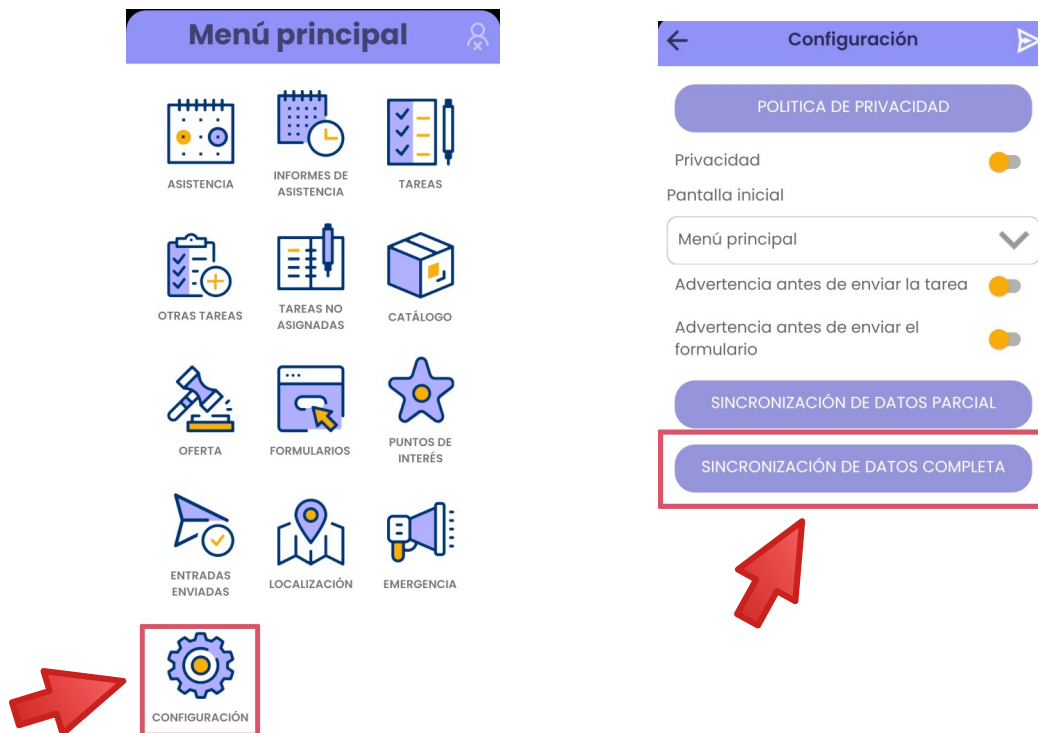 Menú principal
ASISTENCIA
INFORMES DE
ASISTENCIA
TAREAS
OTRAS TAREAS
TAREAS NO
ASIGNADAS
CATÁLOGO
OFERTA
FORMULARIOS
PUNTOS DE
INTERÉS
ENTRADAS
ENVIADAS
LOCALIZACIÓN
EMERGENCIA
CONFIGURACIÓN
Configuración
POLITICA DE PRIVACIDAD
Privacidad
Pantalla inicial
Menú principal
Advertencia antes de enviar la tarea
Advertencia antes de enviar el
formulario
SINCRONIZACIÓN DE DATOS PARCIAL
SINCRONIZACIÓN DE DATOS COMPLETA